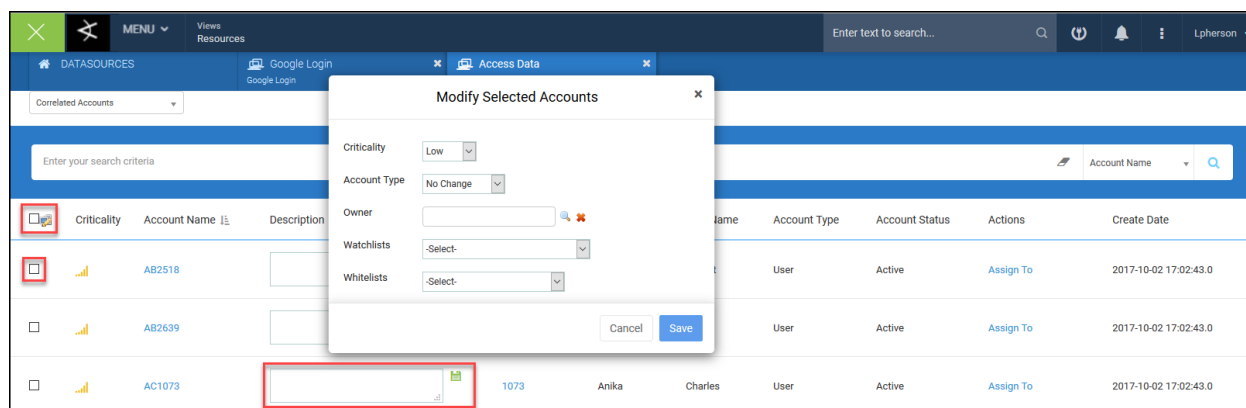 MENU
Views
Resources
Enter text to search...
Lpherson
DATASOURCES
Google Login
Google Login
Access Data
Correlated Accounts
Modify Selected Accounts
Criticality
Low
Account Type
No Change
Owner
Watchlists
-Select-
Whitelists
-Select-
Cancel
Save
Enter your search criteria
Account Name
Criticality
Account Name
Description
Account Type
Account Status
Actions
Create Date
AB2518
User
Active
Assign To
2017-10-02 17:02:43.0
AB2639
User
Active
Assign To
2017-10-02 17:02:43.0
AC1073
1073
Anika
Charles
User
Active
Assign To
2017-10-02 17:02:43.0